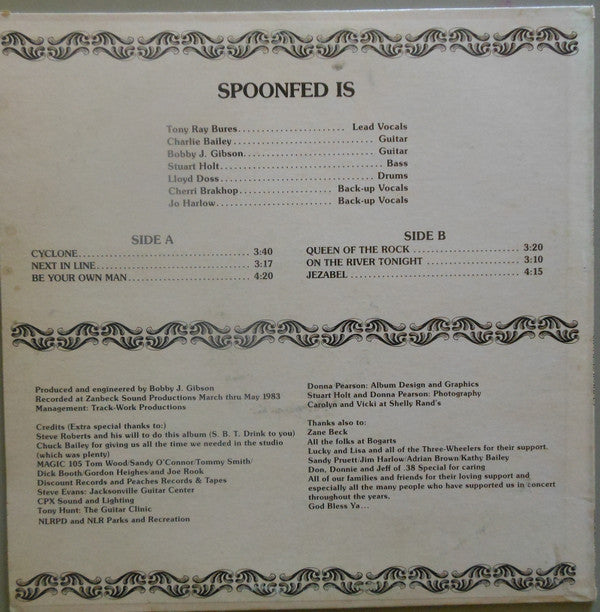 SPOONFED IS
Tony Ray Bures....................... Lead Vocals
Charlie Bailey............................................. Guitar
Bobby J. Gibson........................................ Guitar
Stuart Holt................................................... Bass
Lloyd Doss................................................. Drums
Cherri Brakhop................... Back-up Vocals
Jo Harlow............................ Back-up Vocals
SIDE A
CYCLONE............................................. 3:40
NEXT IN LINE....................................... 3:17
BE YOUR OWN MAN............................ 4:20
SIDE B
QUEEN OF THE ROCK............................ 3:20
ON THE RIVER TONIGHT........................ 3:10
JEZABEL................................................ 4:15
Produced and engineered by Bobby J. Gibson
Recorded at Zanbeck Sound Productions March thru May 1983
Management: Track-Work Productions
Credits (Extra special thanks to:)
Steve Roberts and his will to do this album (S. B. T. Drink to you)
Chuck Bailey for giving us all the time we needed in the studio
(which was plenty)
MAGIC 105 Tom Wood/Sandy O'Connor/Tommy Smith/
Dick Booth/Gordon Heighes/and Joe Rook
Discount Records and Peaches Records & Tapes
Steve Evans: Jacksonville Guitar Center
CPX Sound and Lighting
Tony Hunt: The Guitar Clinic
NLRPD and NLR Parks and Recreation
Donna Pearson: Album Design and Graphics
Stuart Holt and Donna Pearson: Photography
Carolyn and Vicki at Shelly Rand's
Thanks also to:
Zane Beck
All the folks at Bogarts
Lucky and Lisa and all of the Three-Wheelers for their support.
Sandy Pruett/Jim Harlow/Adrian Brown/Kathy Bailey
Don, Donnie and Jeff of .38 Special for caring
All of our families and friends for their loving support and
especially all the many people who have supported us in concert
throughout the years.
God Bless Ya...